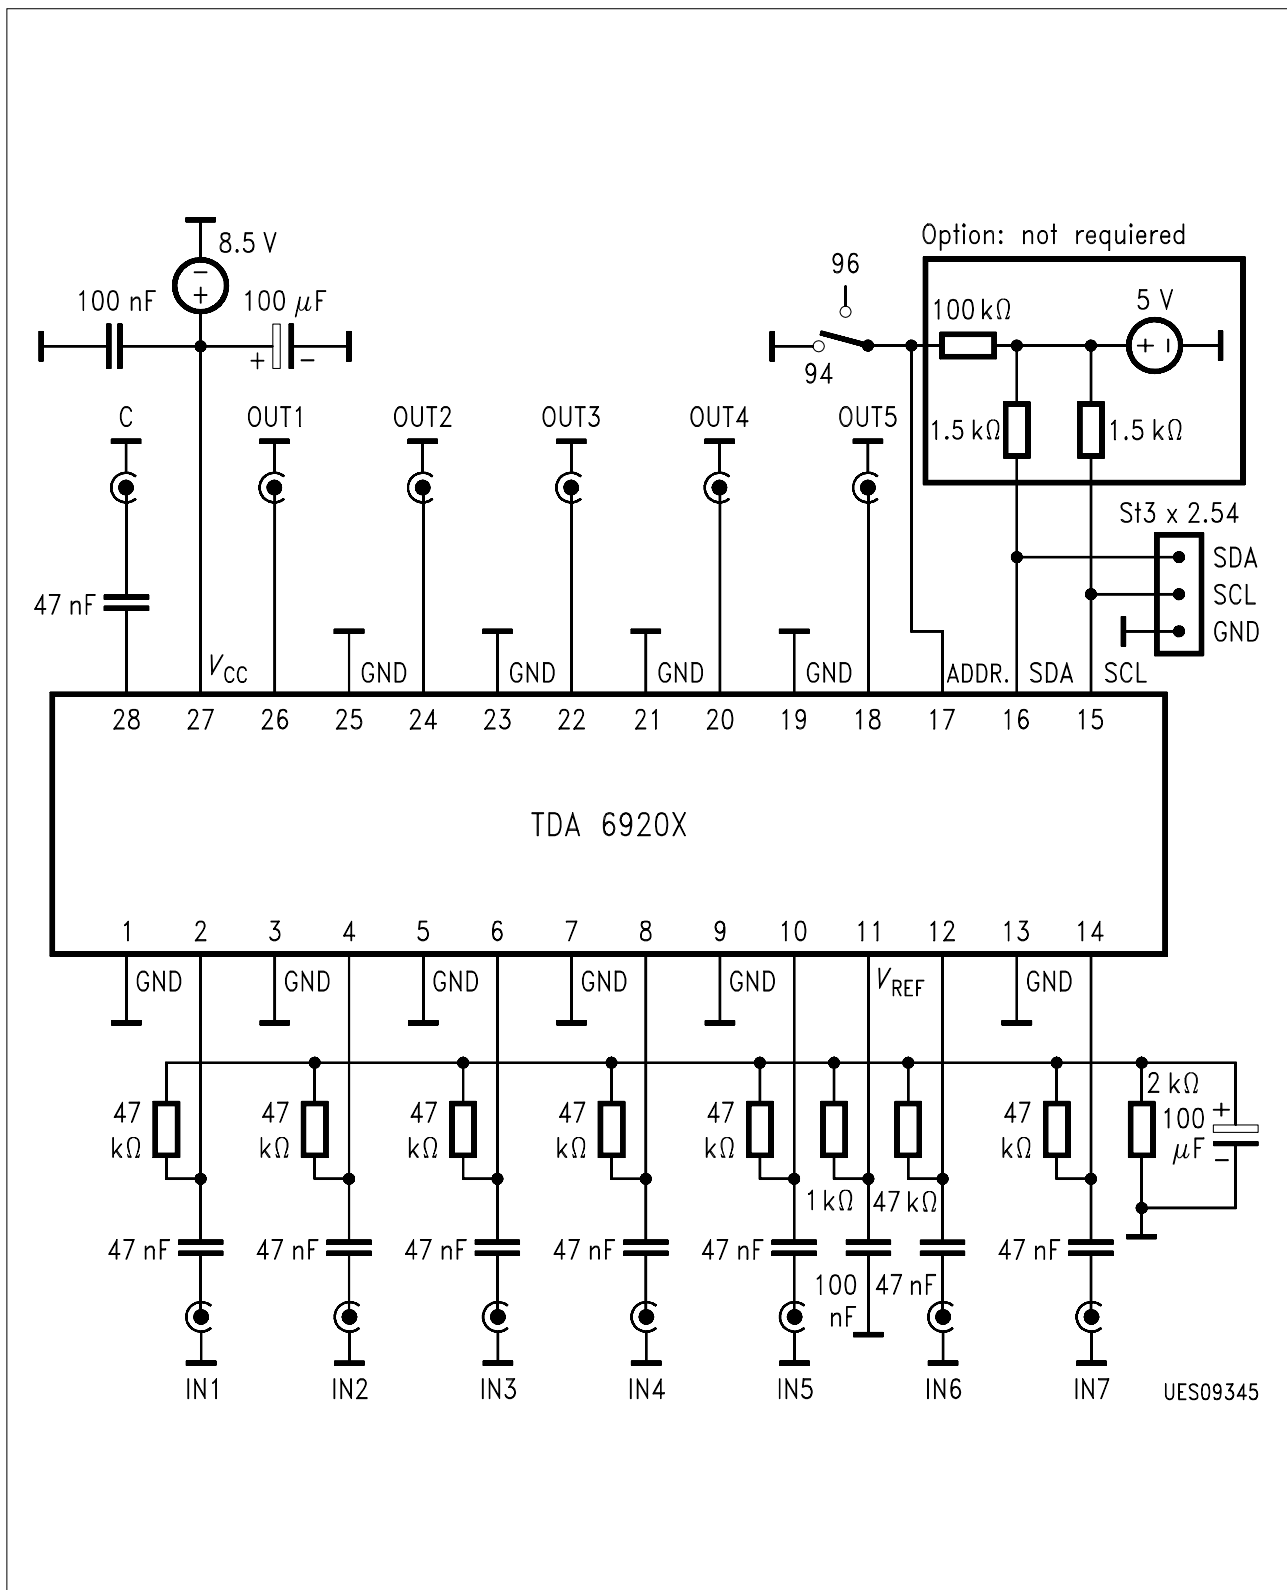 Option: not requiered
8.5 V
96
100 nF
100 µF
100 kΩ
5 V
+
−
+
−
+
−
94
C
OUT1
OUT2
OUT3
OUT4
OUT5
1.5 kΩ
1.5 kΩ
St3 x 2.54
SDA
SCL
GND
47 nF
VCC
GND
GND
GND
GND
ADDR.
SDA
SCL
28 27 26 25 24 23 22 21 20 19 18 17 16 15
TDA 6920X
1 2 3 4 5 6 7 8 9 10 11 12 13 14
GND
GND
GND
GND
GND
VREF
GND
47 kΩ
47 kΩ
47 kΩ
47 kΩ
47 kΩ
1 kΩ
47 kΩ
47 kΩ
2 kΩ
100 µF
+
−
47 nF
47 nF
47 nF
47 nF
47 nF
100 nF
47 nF
47 nF
IN1
IN2
IN3
IN4
IN5
IN6
IN7
UES09345